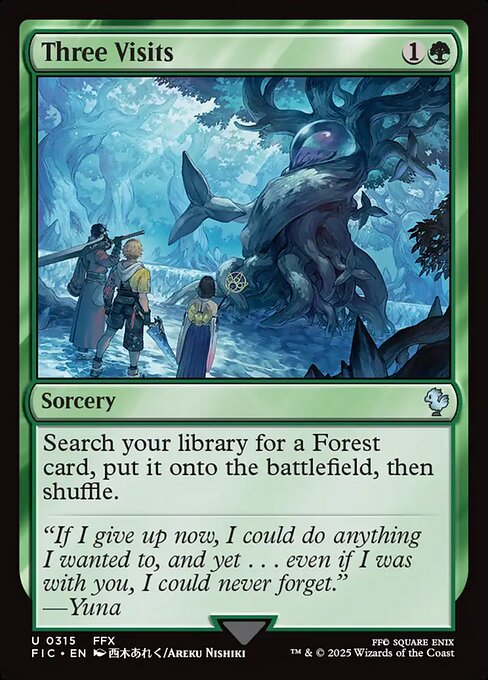 Three Visits 1
Sorcery
Search your library for a Forest
card, put it onto the battlefield, then
shuffle.
“If I give up now, I could do anything
I wanted to, and yet . . . even if I was
with you, I could never forget.”
—Yuna
U 0315 FFX
FIC • EN 西木あれく/Areku Nishiki
FF© SQUARE ENIX
™ & © 2025 Wizards of the Coast